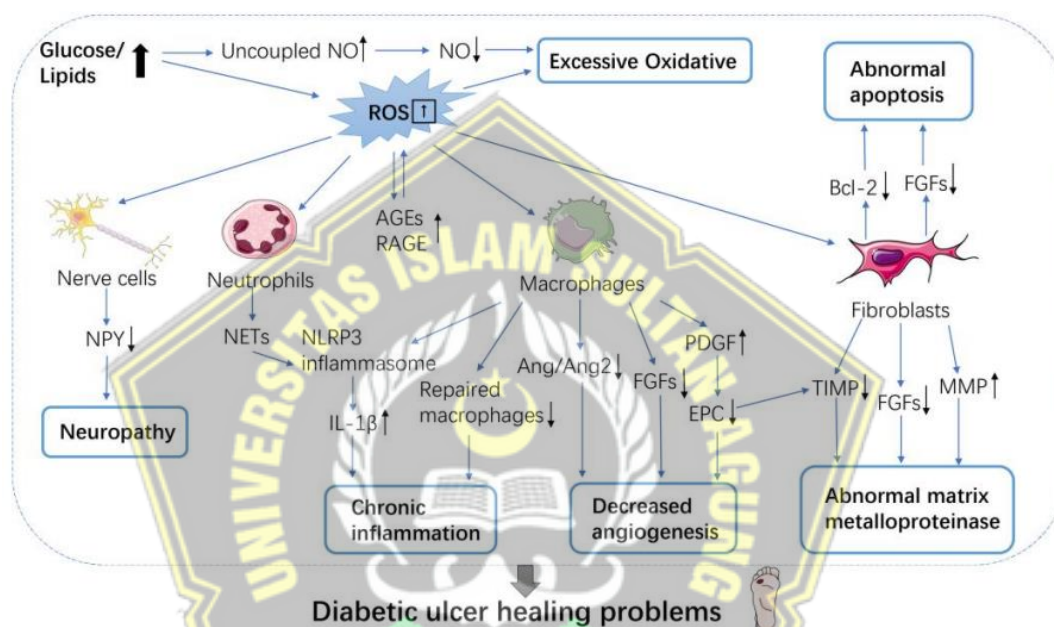 Glucose/
Lipids
Uncoupled NO
NO
Excessive Oxidative
Abnormal
apoptosis
ROS ↑
Bcl-2
FGFs
AGEs
RAGE
Nerve cells
Neutrophils
Macrophages
Fibroblasts
NPY
NETs
NLRP3
inflammasome
PDGF
Ang/Ang2
FGFs
Repaired
macrophages
TIMP
MMP
FGFs
EPC
IL-1β
Neuropathy
Chronic
inflammation
Decreased
angiogenesis
Abnormal matrix
metalloproteinase
Diabetic ulcer healing problems
UNIVERSITAS ISLAM SULTAN AGUNG